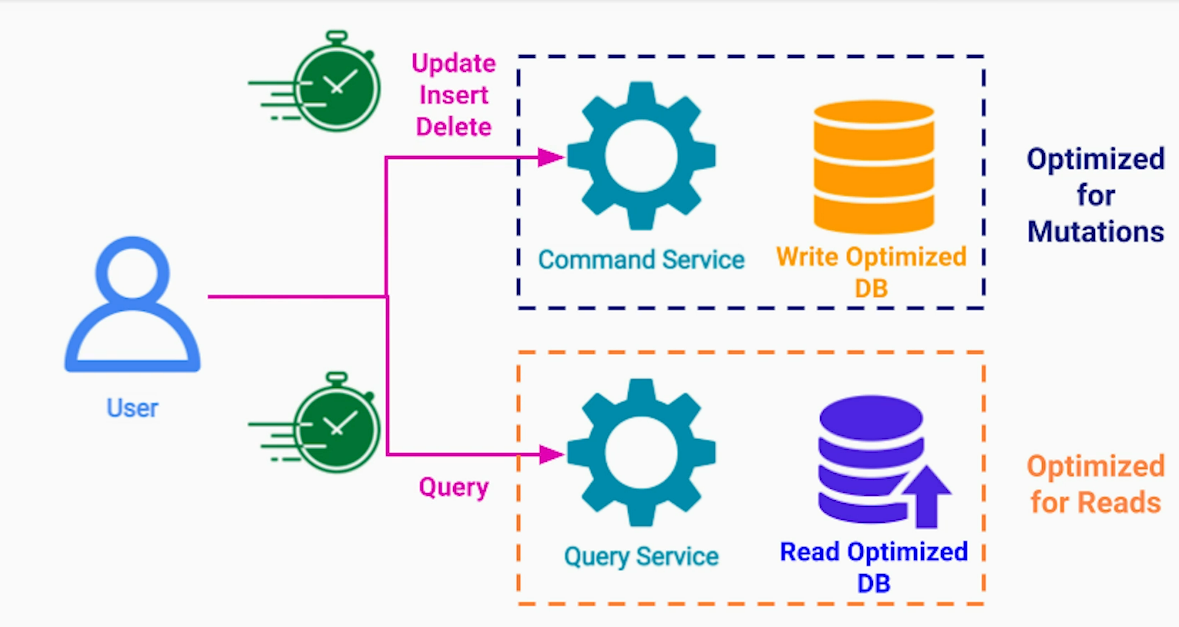 Update
Insert
Delete
Command Service
Write Optimized
DB
Optimized
for
Mutations
User
Query
Query Service
Read Optimized
DB
Optimized
for Reads